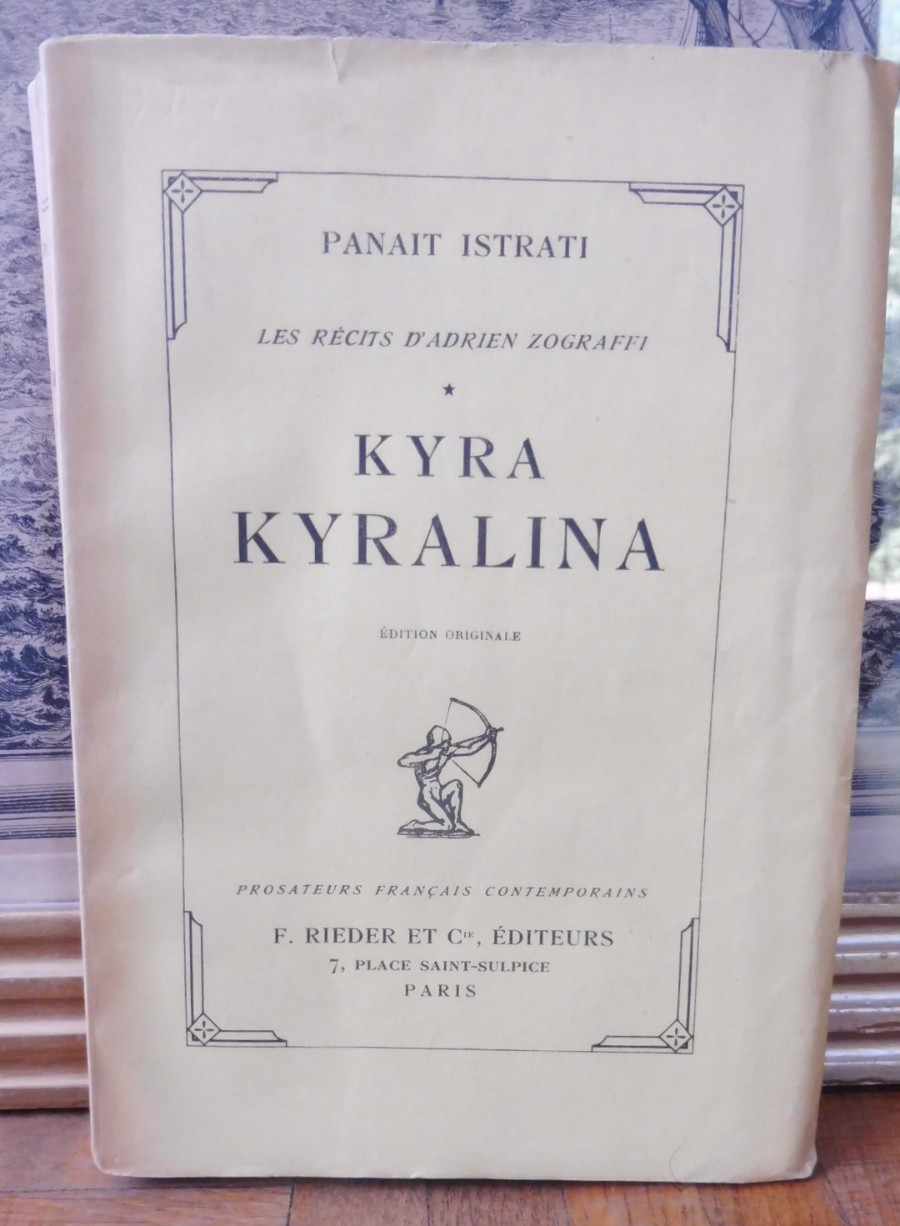 PANAIT ISTRATI
LES RÉCITS D'ADRIEN ZOGRAFFI
★
KYRA
KYRALINA
ÉDITION ORIGINALE
PROSATEURS FRANÇAIS CONTEMPORAINS
F. RIEDER ET Cie, ÉDITEURS
7, PLACE SAINT-SULPICE
PARIS